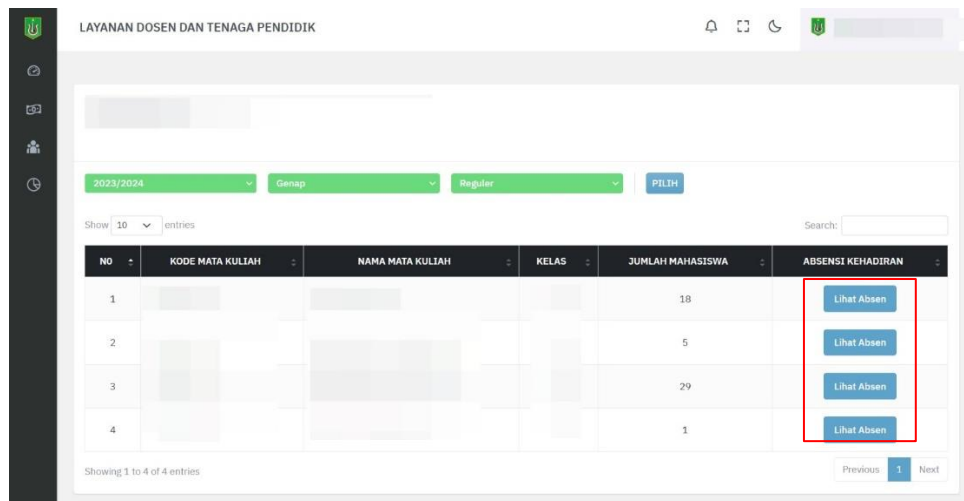 LAYANAN DOSEN DAN TENAGA PENDIDIK
2023/2024 Genap Reguler PILIH
Show 10 entries Search:
NO KODE MATA KULIAH NAMA MATA KULIAH KELAS JUMLAH MAHASISWA ABSENSI KEHADIRAN
1 18 Lihat Absen
2 5 Lihat Absen
3 29 Lihat Absen
4 1 Lihat Absen
Showing 1 to 4 of 4 entries Previous 1 Next